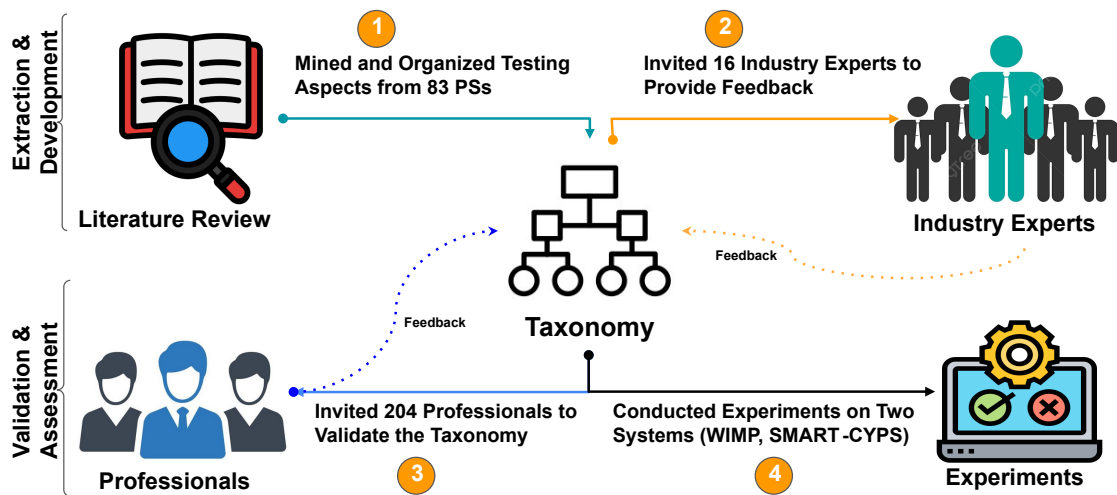 Extraction &
Development
1
Mined and Organized Testing
Aspects from 83 PSs
2
Invited 16 Industry Experts to
Provide Feedback
Literature Review
Industry Experts
Feedback
Feedback
Taxonomy
Validation &
Assessment
Invited 204 Professionals to
Validate the Taxonomy
3
Conducted Experiments on Two
Systems (WIMP, SMART-CYPS)
4
Professionals
Experiments